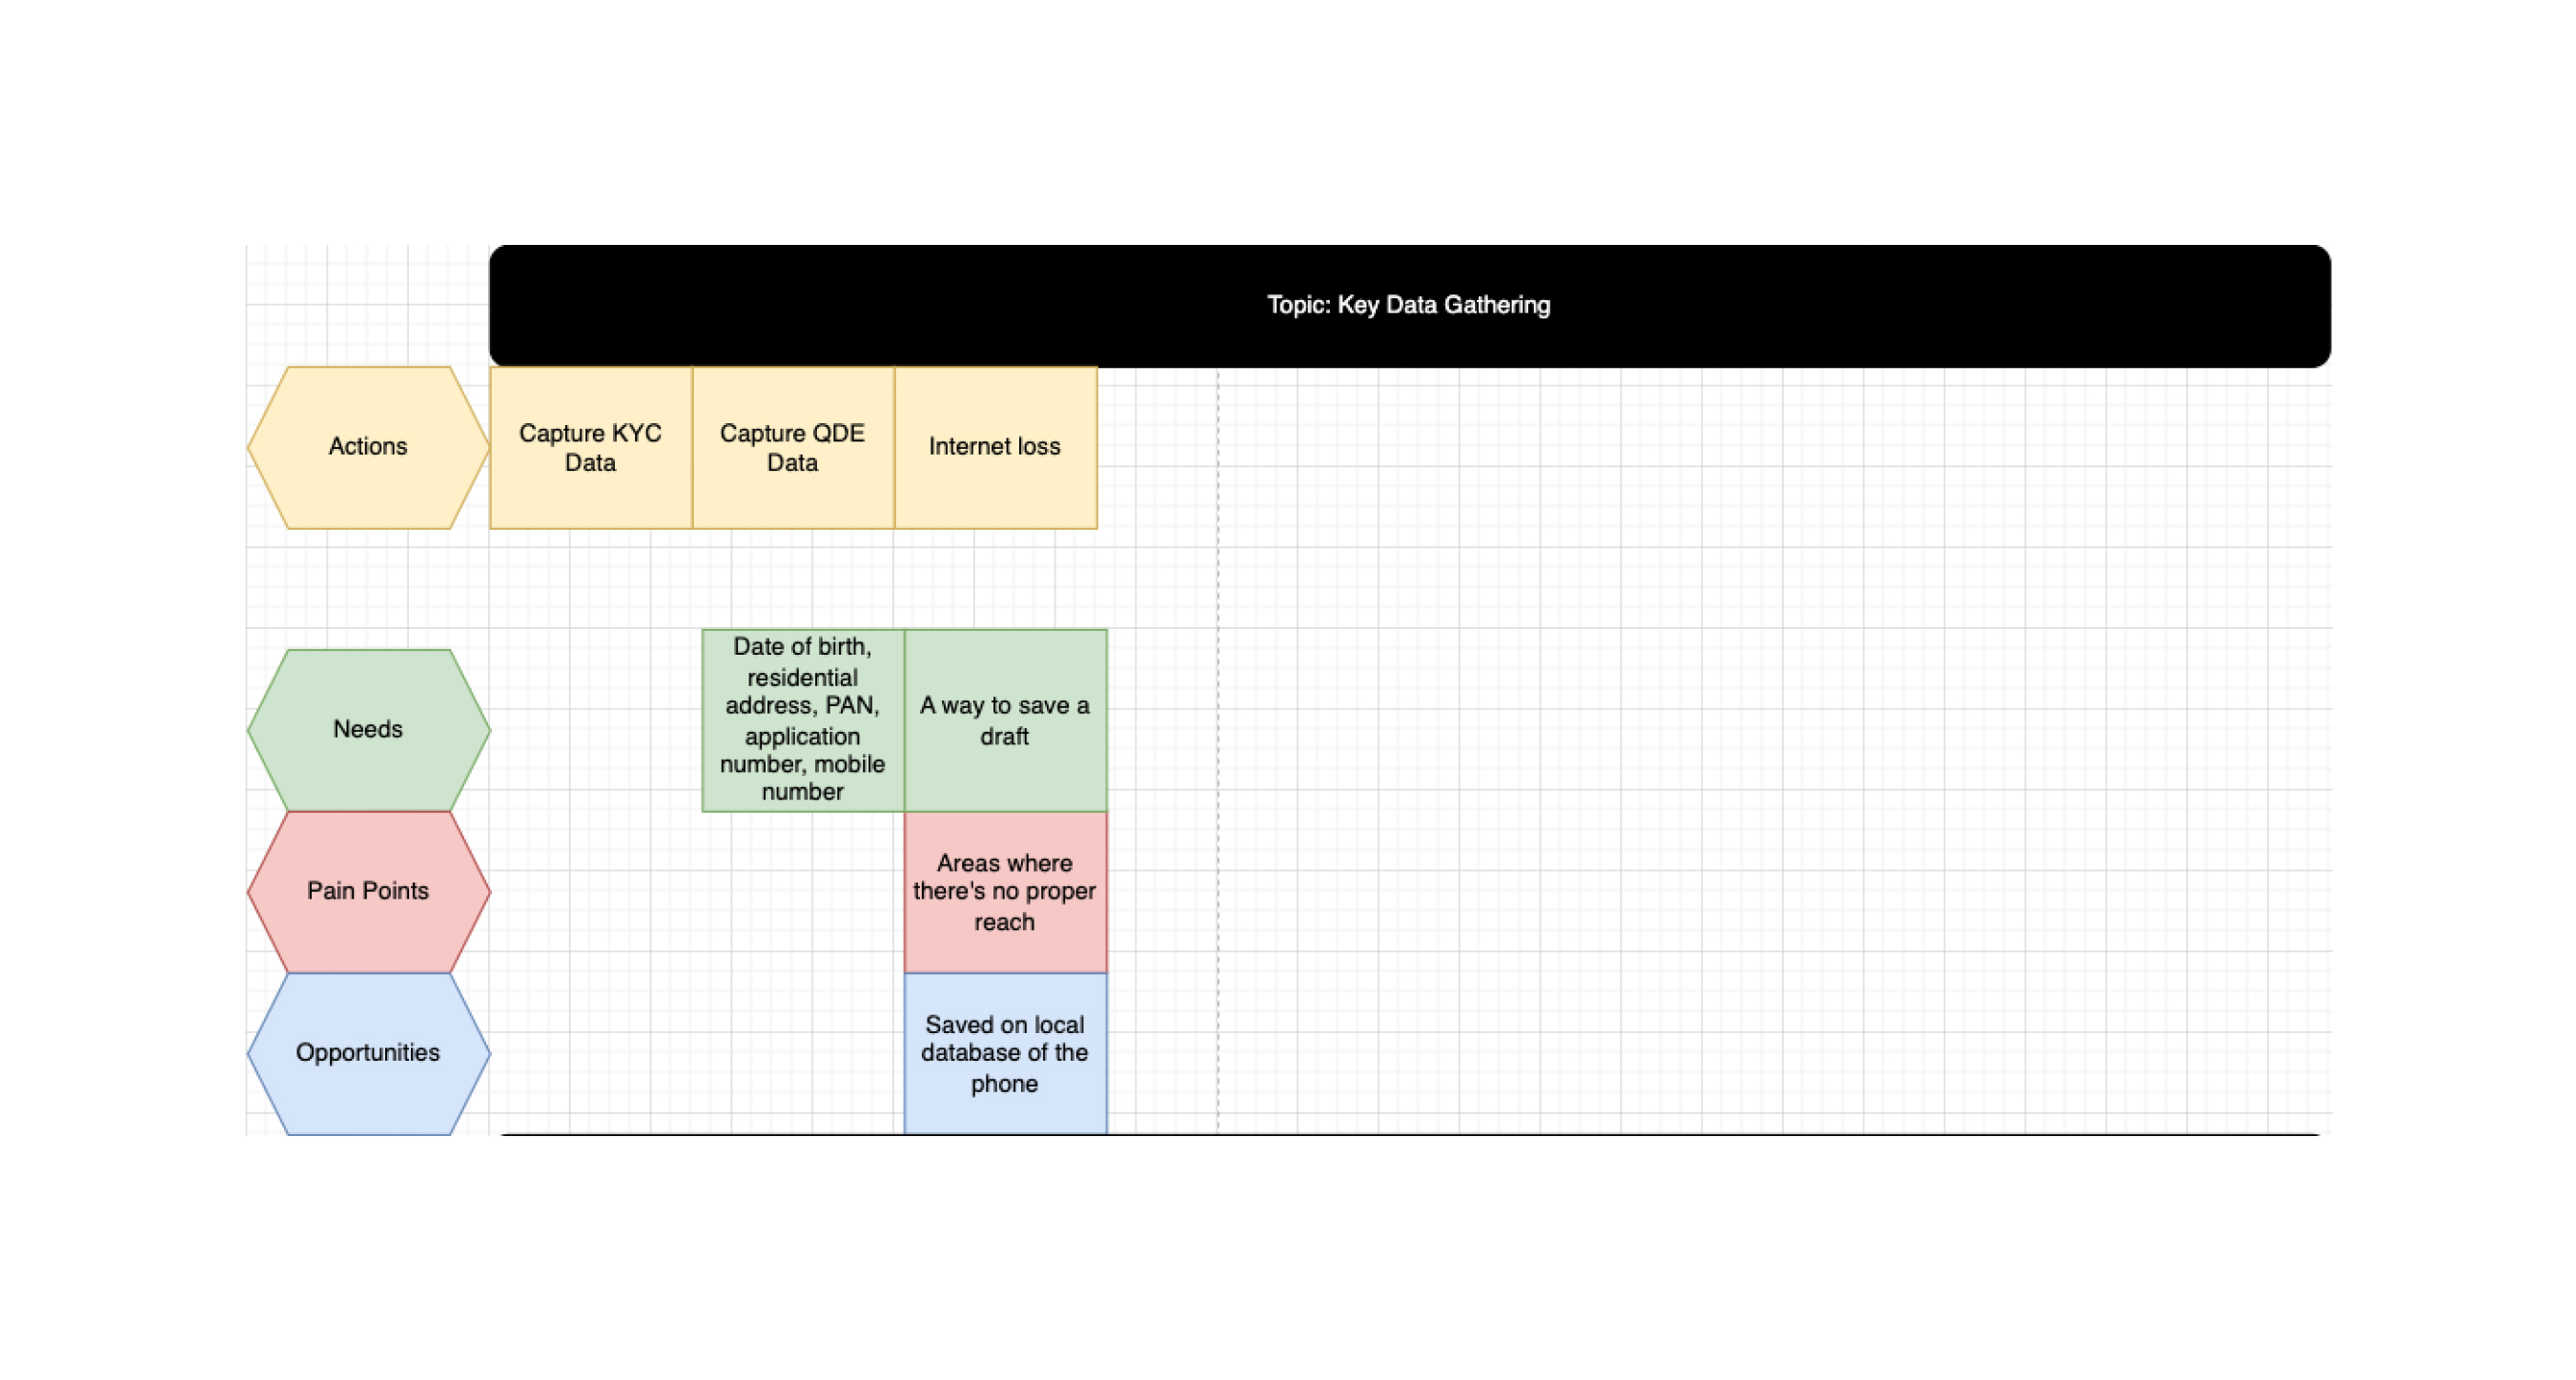 Topic: Key Data Gathering
Actions
Capture KYC
Data
Capture QDE
Data
Internet loss
Needs
Date of birth,
residential
address, PAN,
application
number, mobile
number
A way to save a
draft
Pain Points
Areas where
there's no proper
reach
Opportunities
Saved on local
database of the
phone